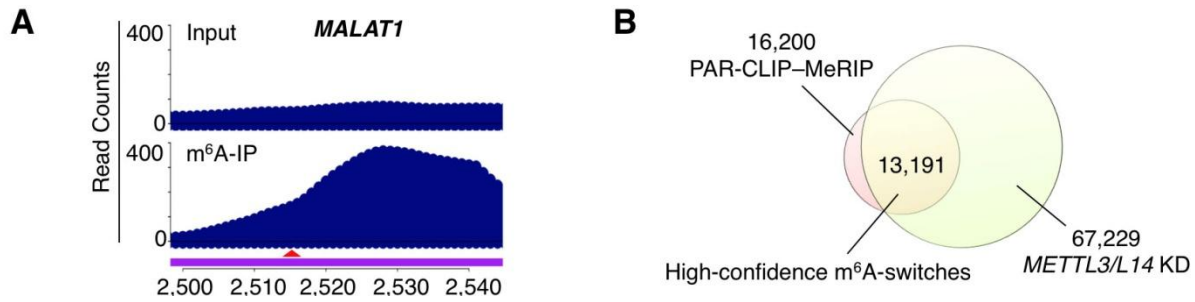 A
Input
MALAT1
Read Counts
400
0
m⁶A-IP
400
0
2,500 2,510 2,520 2,530 2,540
B
16,200
PAR-CLIP–MeRIP
13,191
High-confidence m⁶A-switches
67,229
METTL3/L14 KD